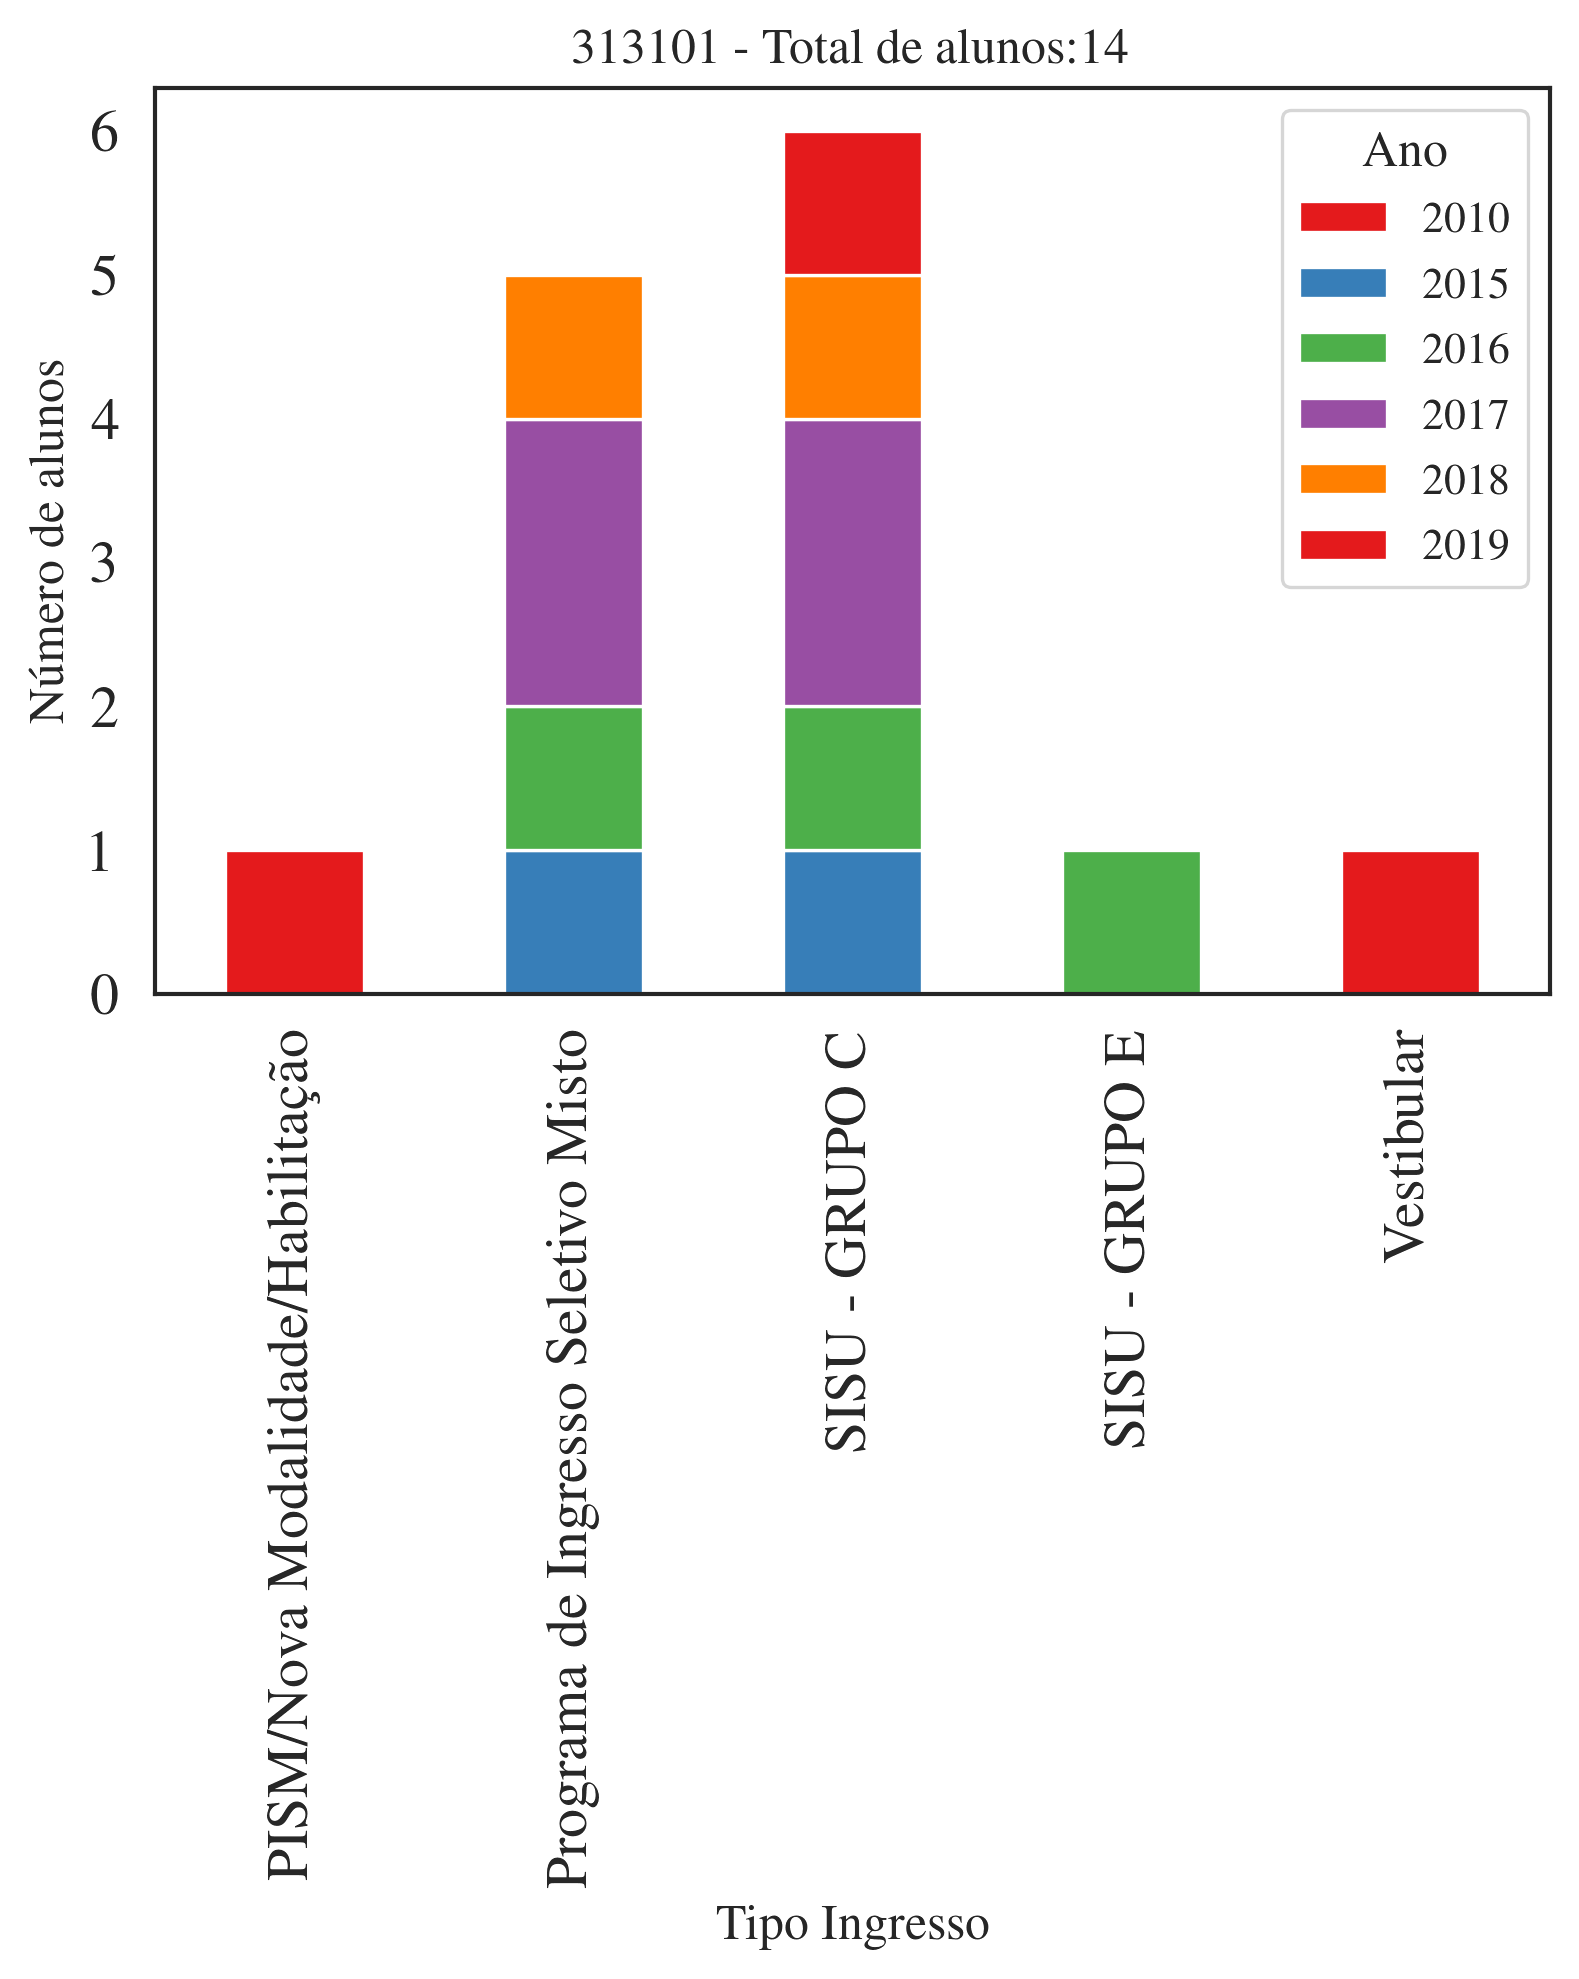 313101 - Total de alunos:14
Número de alunos
6
5
4
3
2
1
0
Ano
2010
2015
2016
2017
2018
2019
PISM/Nova Modalidade/Habilitação
Programa de Ingresso Seletivo Misto
SISU - GRUPO C
SISU - GRUPO E
Vestibular
Tipo Ingresso